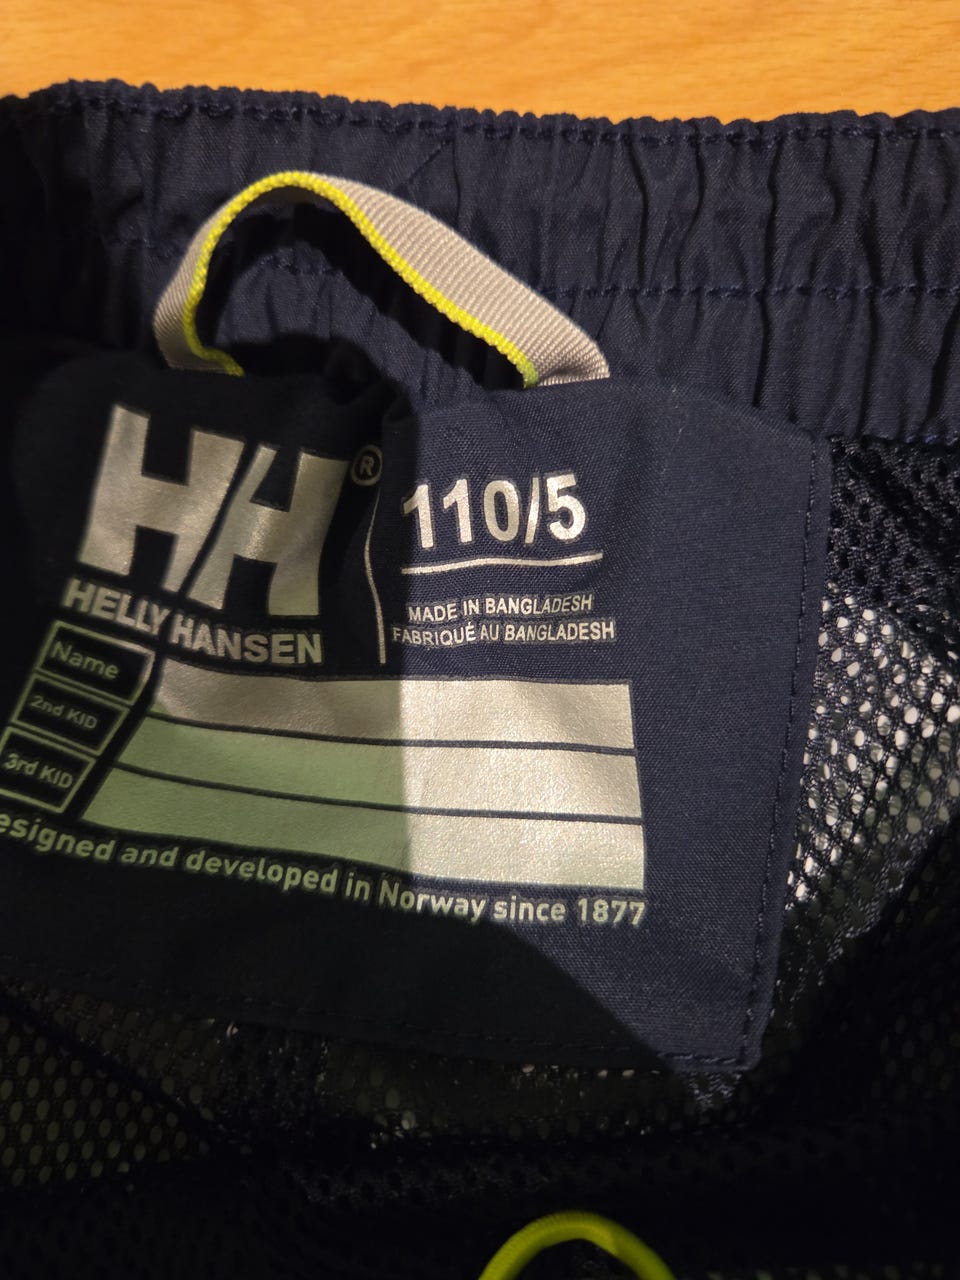 HH®
HELLY HANSEN
110/5
MADE IN BANGLADESH
FABRIQUÉ AU BANGLADESH
Name
2nd KID
3rd KID
esigned and developed in Norway since 1877